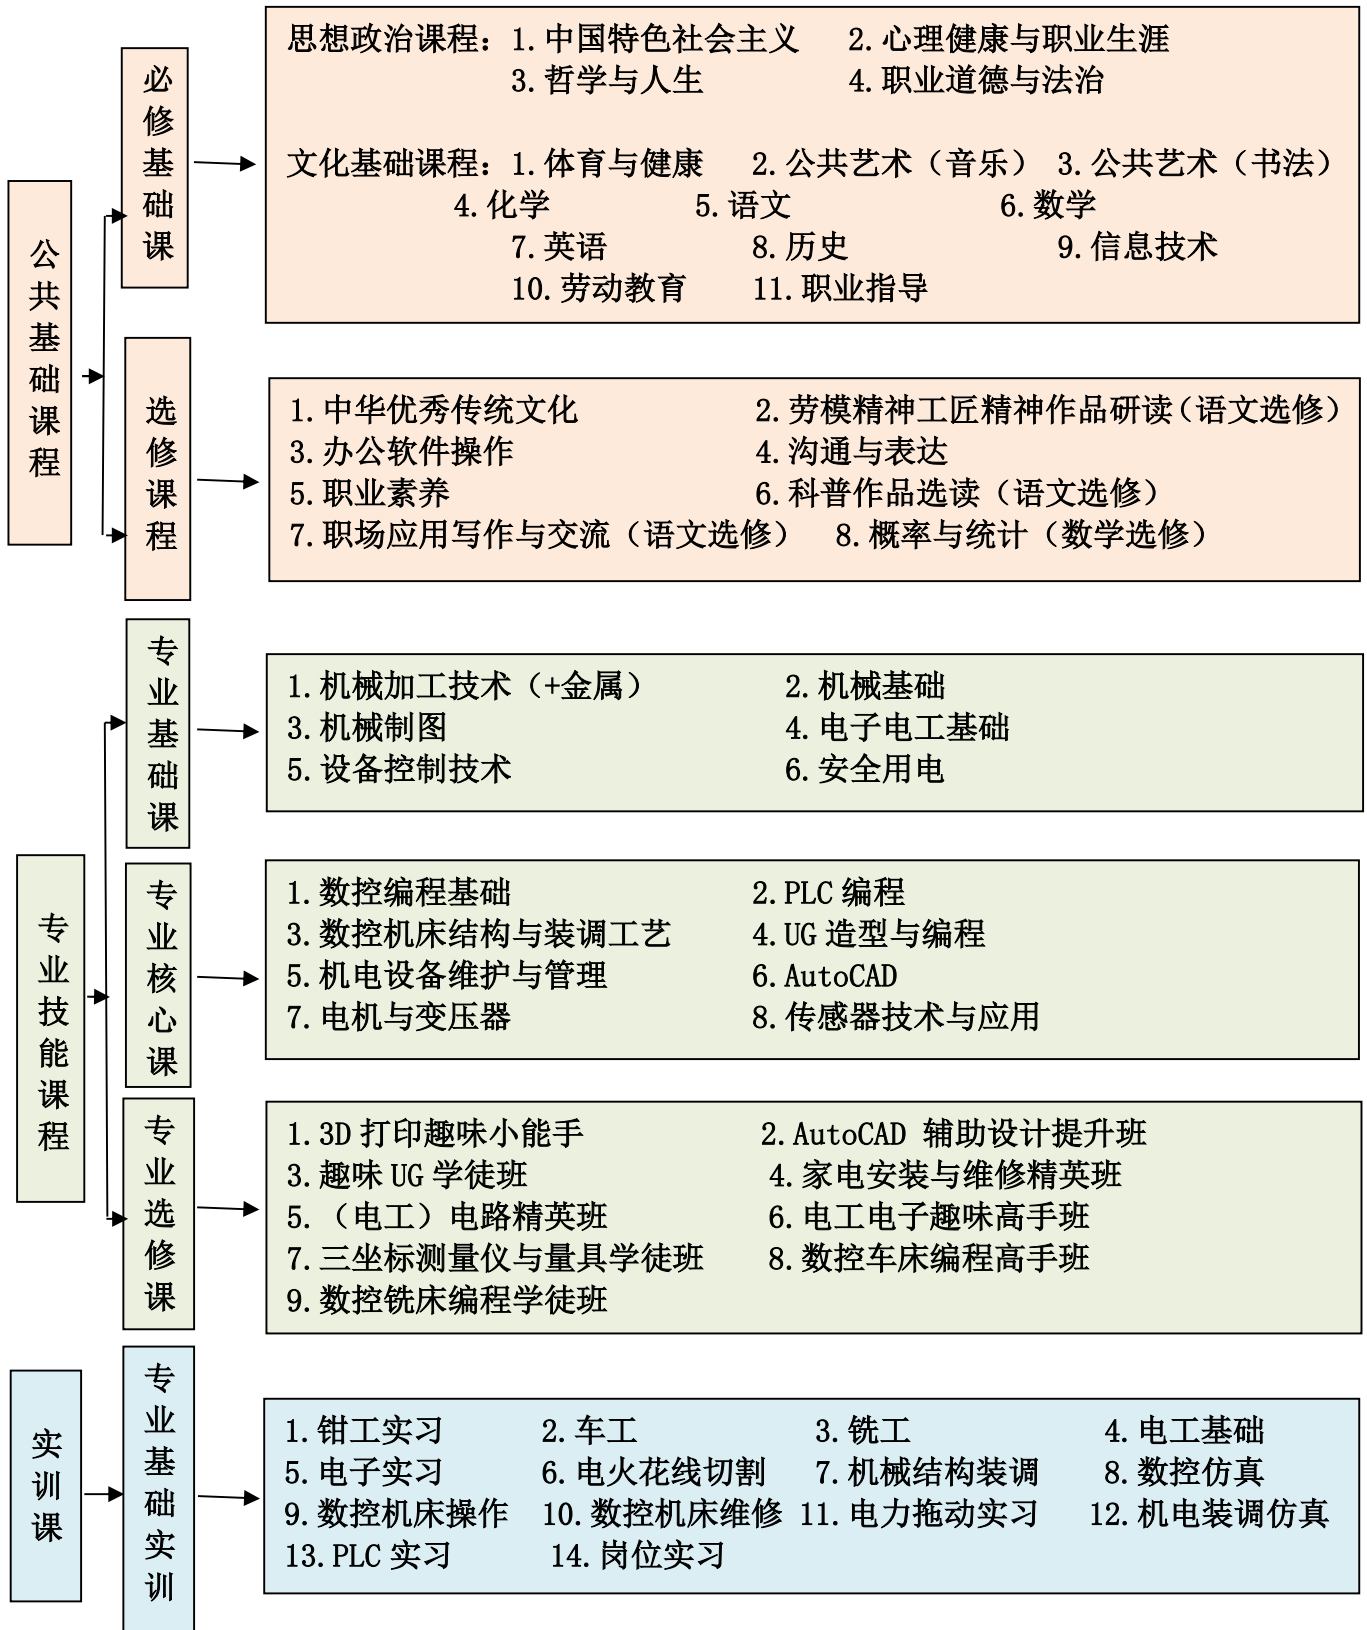 公共基础课程
必修基础课
思想政治课程：1.中国特色社会主义 2.心理健康与职业生涯
3.哲学与人生 4.职业道德与法治
文化基础课程：1.体育与健康 2.公共艺术（音乐） 3.公共艺术（书法）
4.化学 5.语文 6.数学
7.英语 8.历史 9.信息技术
10.劳动教育 11.职业指导
选修课程
1.中华优秀传统文化 2.劳模精神工匠精神作品研读（语文选修）
3.办公软件操作 4.沟通与表达
5.职业素养 6.科普作品选读（语文选修）
7.职场应用写作与交流（语文选修） 8.概率与统计（数学选修）
专业技能课程
专业基础课
1.机械加工技术（+金属） 2.机械基础
3.机械制图 4.电子电工基础
5.设备控制技术 6.安全用电
专业核心课
1.数控编程基础 2.PLC 编程
3.数控机床结构与装调工艺 4.UG 造型与编程
5.机电设备维护与管理 6.AutoCAD
7.电机与变压器 8.传感器技术与应用
专业选修课
1.3D 打印趣味小能手 2.AutoCAD 辅助设计提升班
3.趣味 UG 学徒班 4.家电安装与维修精英班
5.（电工）电路精英班 6.电工电子趣味高手班
7.三坐标测量仪与量具学徒班 8.数控车床编程高手班
9.数控铣床编程学徒班
实训课
专业基础实训
1.钳工实习 2.车工 3.铣工 4.电工基础
5.电子实习 6.电火花线切割 7.机械结构装调 8.数控仿真
9.数控机床操作 10.数控机床维修 11.电力拖动实习 12.机电装调仿真
13.PLC 实习 14.岗位实习